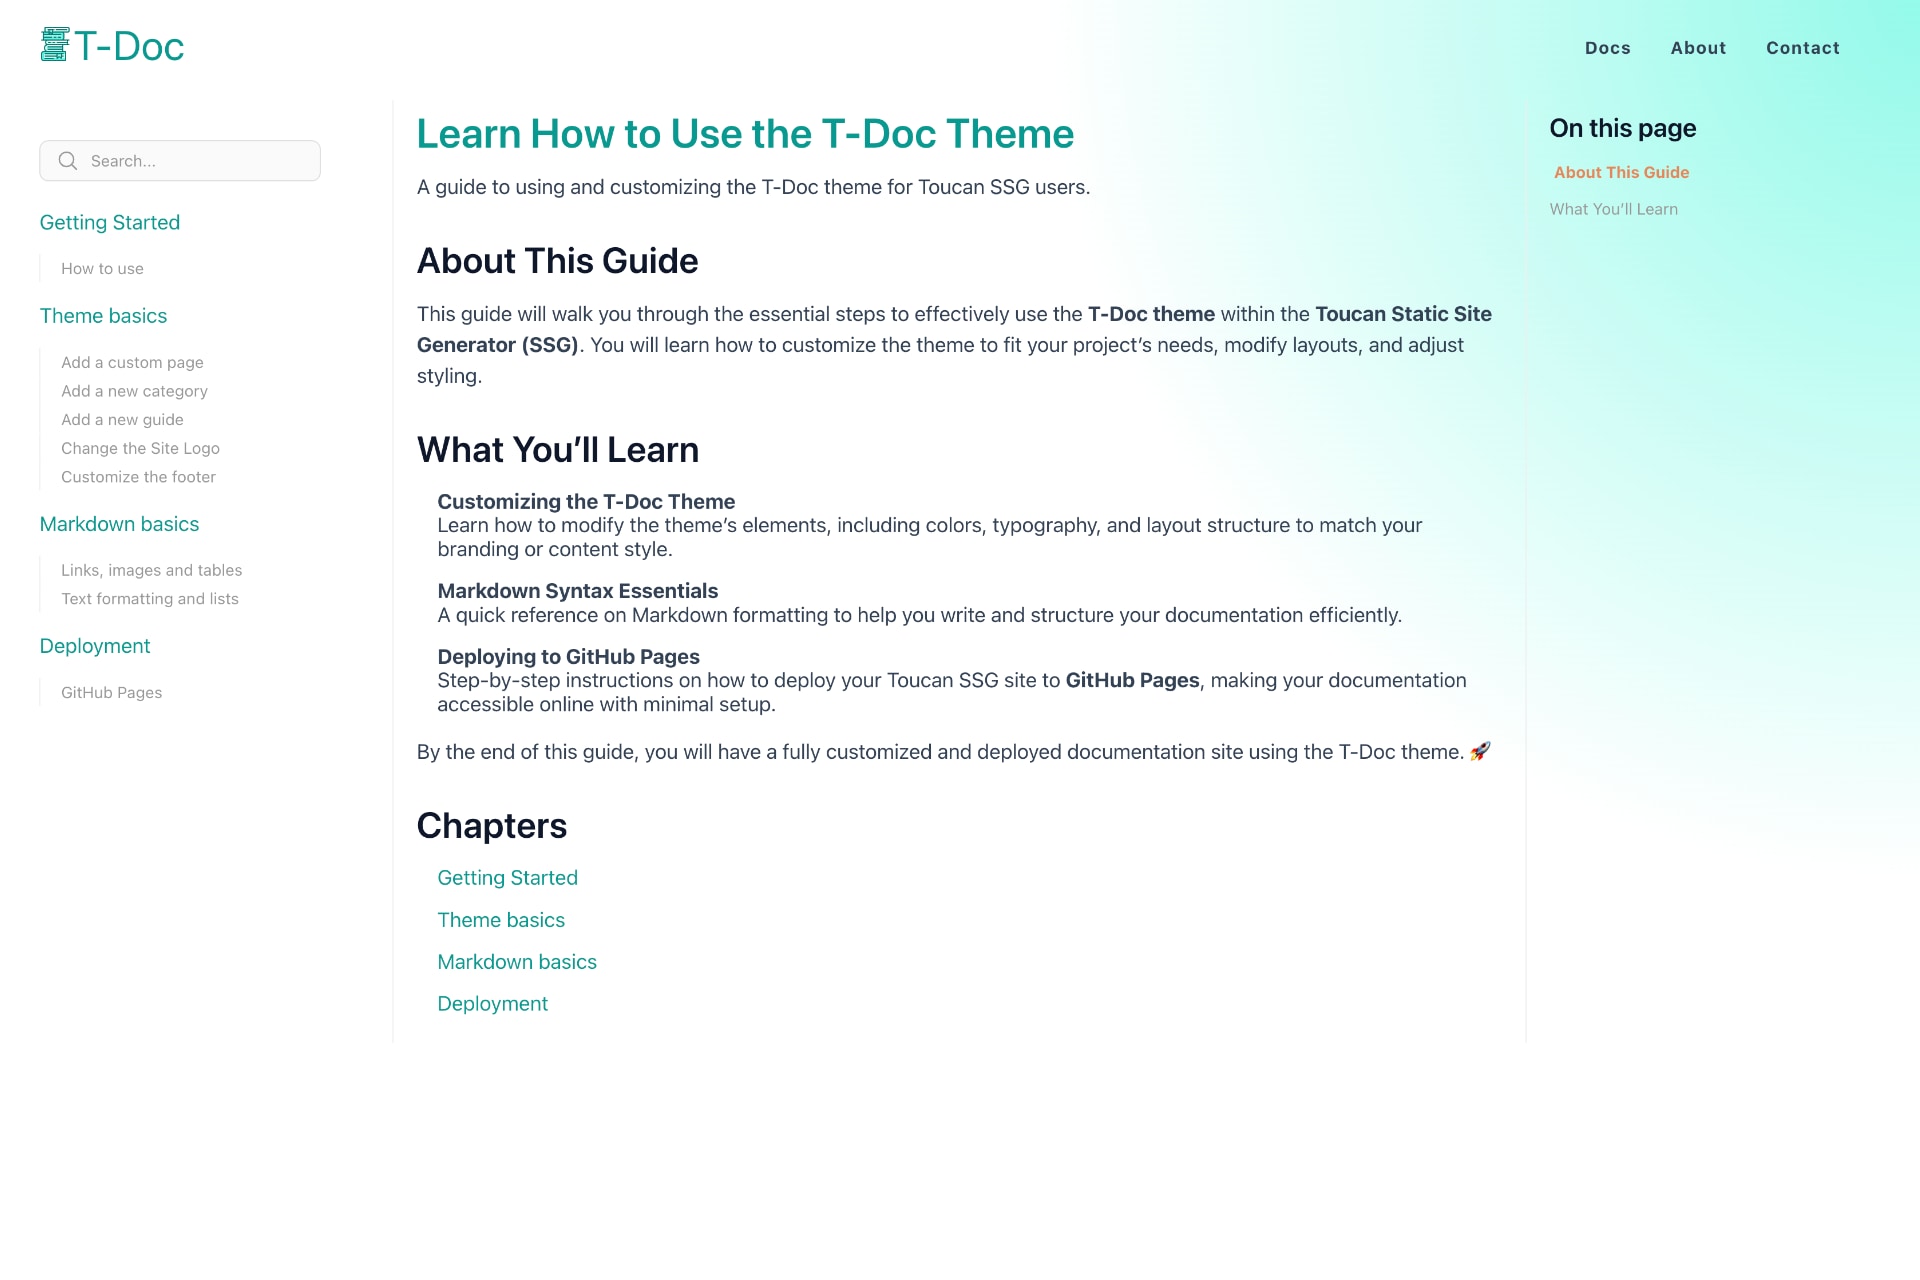 T-Doc
Docs
About
Contact
Search...
Getting Started
How to use
Theme basics
Add a custom page
Add a new category
Add a new guide
Change the Site Logo
Customize the footer
Markdown basics
Links, images and tables
Text formatting and lists
Deployment
GitHub Pages
Learn How to Use the T-Doc Theme
A guide to using and customizing the T-Doc theme for Toucan SSG users.
About This Guide
This guide will walk you through the essential steps to effectively use the T-Doc theme within the Toucan Static Site
Generator (SSG). You will learn how to customize the theme to fit your project’s needs, modify layouts, and adjust
styling.
What You’ll Learn
Customizing the T-Doc Theme
Learn how to modify the theme’s elements, including colors, typography, and layout structure to match your
branding or content style.
Markdown Syntax Essentials
A quick reference on Markdown formatting to help you write and structure your documentation efficiently.
Deploying to GitHub Pages
Step-by-step instructions on how to deploy your Toucan SSG site to GitHub Pages, making your documentation
accessible online with minimal setup.
By the end of this guide, you will have a fully customized and deployed documentation site using the T-Doc theme. 🚀
Chapters
Getting Started
Theme basics
Markdown basics
Deployment
On this page
About This Guide
What You’ll Learn